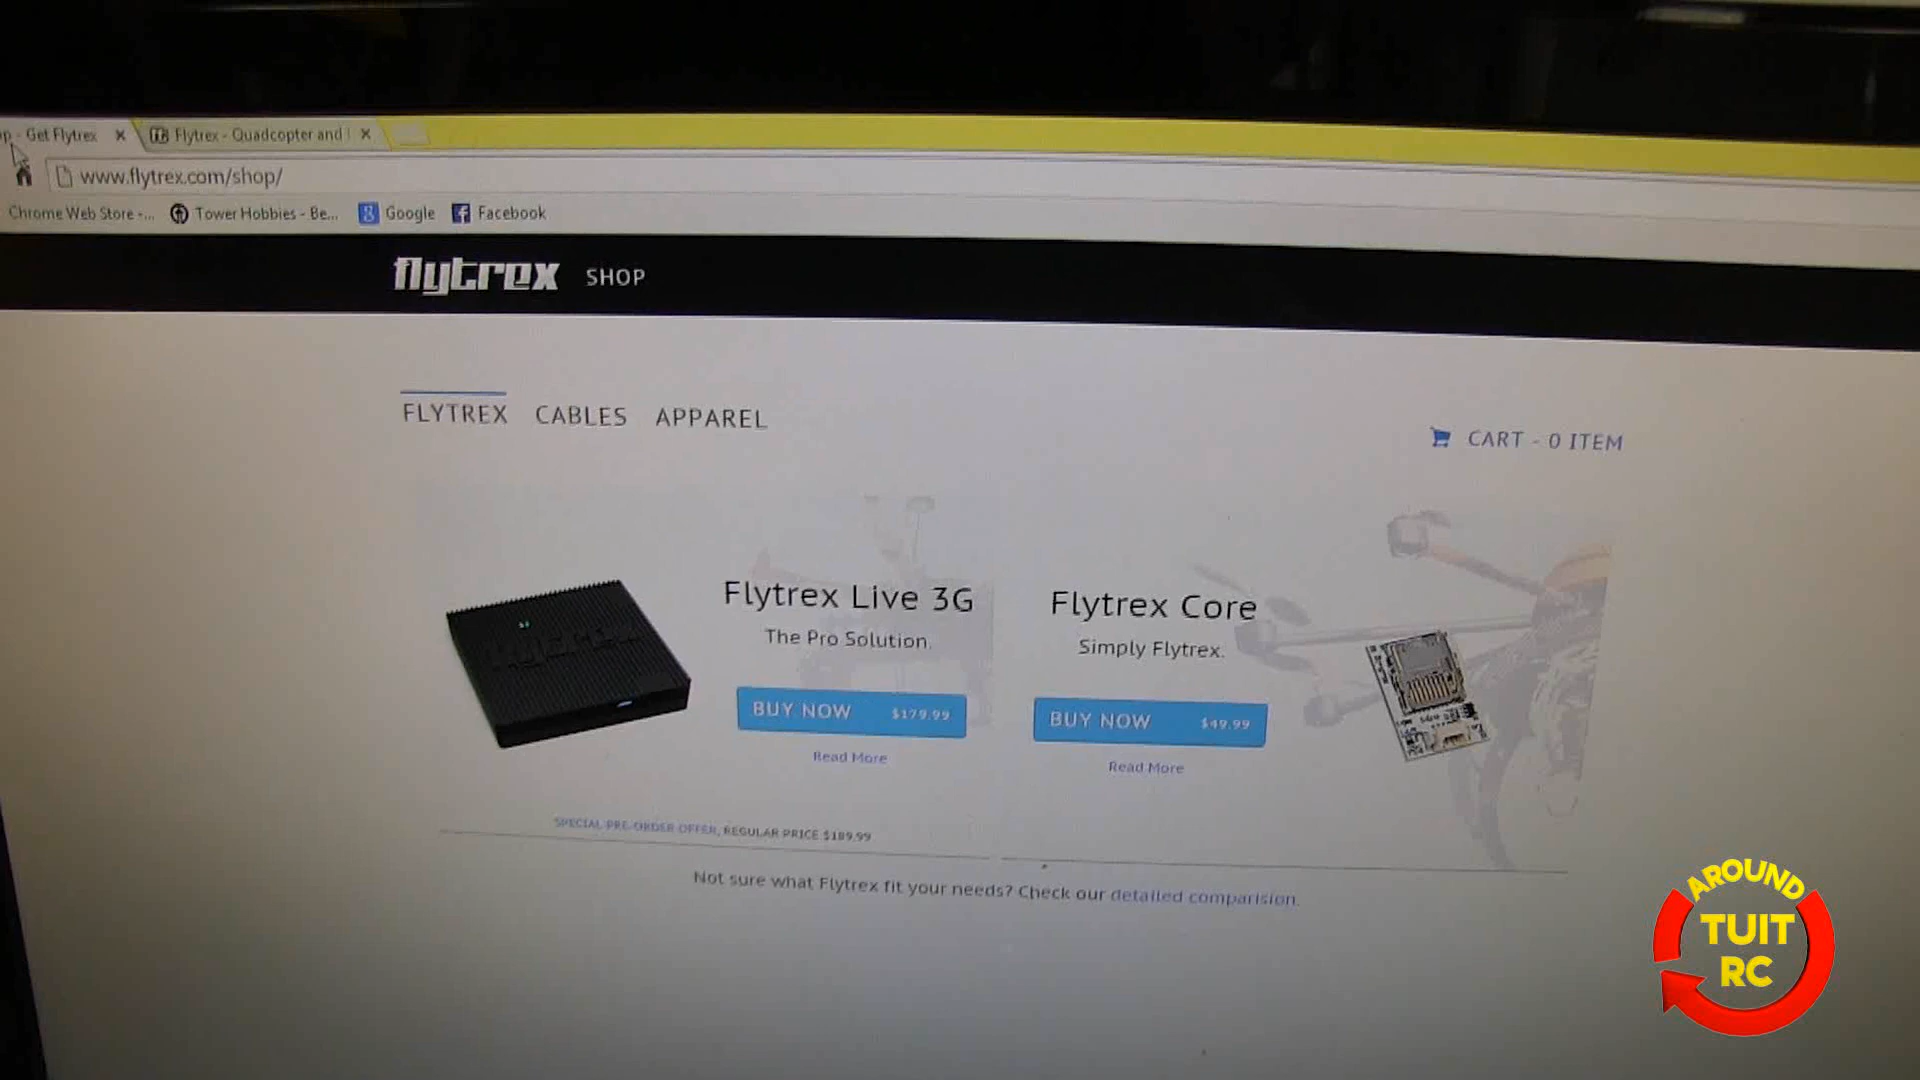 p - Get Flytrex
Flytrex - Quadcopter and
www.flytrex.com/shop/
Chrome Web Store -...
Tower Hobbies - Be...
Google
Facebook
flytrex SHOP
FLYTREX CABLES APPAREL
CART - 0 ITEM
Flytrex Live 3G
The Pro Solution.
BUY NOW $179.99
Read More
Flytrex Core
Simply Flytrex.
BUY NOW $49.99
Read More
SPECIAL PRE-ORDER OFFER, REGULAR PRICE $189.99
Not sure what Flytrex fit your needs? Check our detailed comparision.
AROUND
TUIT
RC